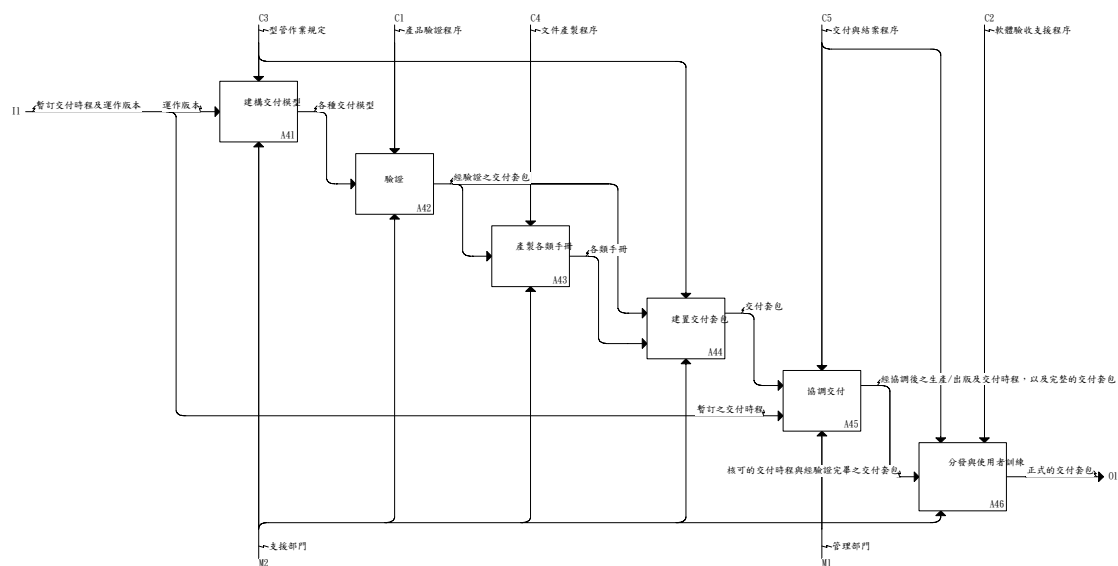 C3
C1
C4
C5
C2
型管作業規定
產品驗證程序
文件產製程序
交付與結案程序
軟體驗收支援程序
I1
暫訂交付時程及運作版本
運作版本
建構交付模型
A41
各種交付模型
驗證
A42
經驗證之交付套包
產製各類手冊
A43
各類手冊
建置交付套包
A44
交付套包
協調交付
A45
經協調後之生產/出版及交付時程，以及完整的交付套包
暫訂之交付時程
核可的交付時程與經驗證完畢之交付套包
分發與使用者訓練
A46
正式的交付套包
O1
支援部門
M2
管理部門
M1